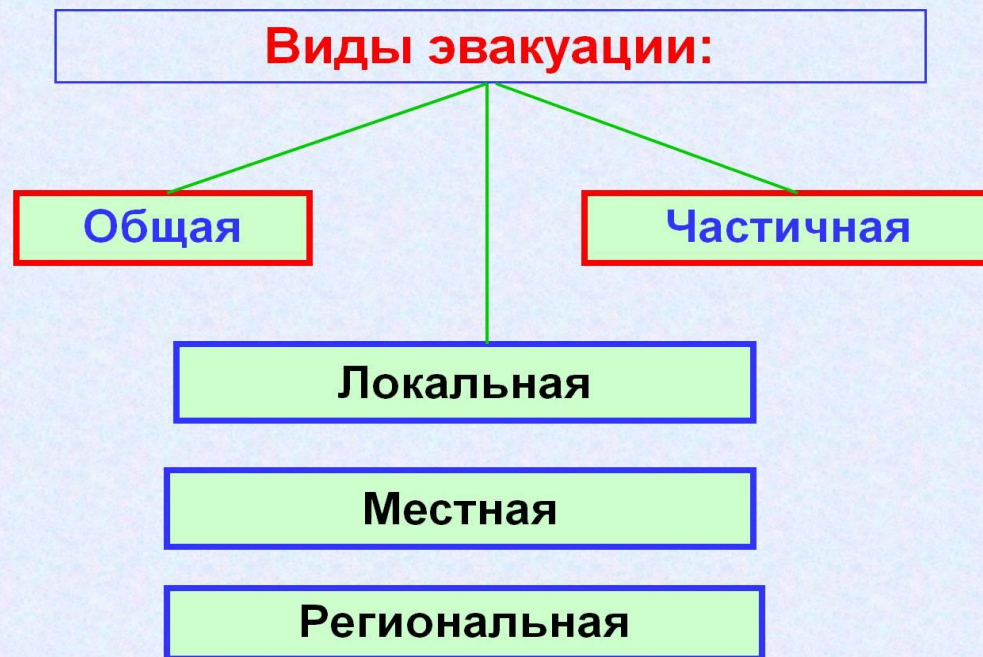 Виды эвакуации:
Общая
Частичная
Локальная
Местная
Региональная